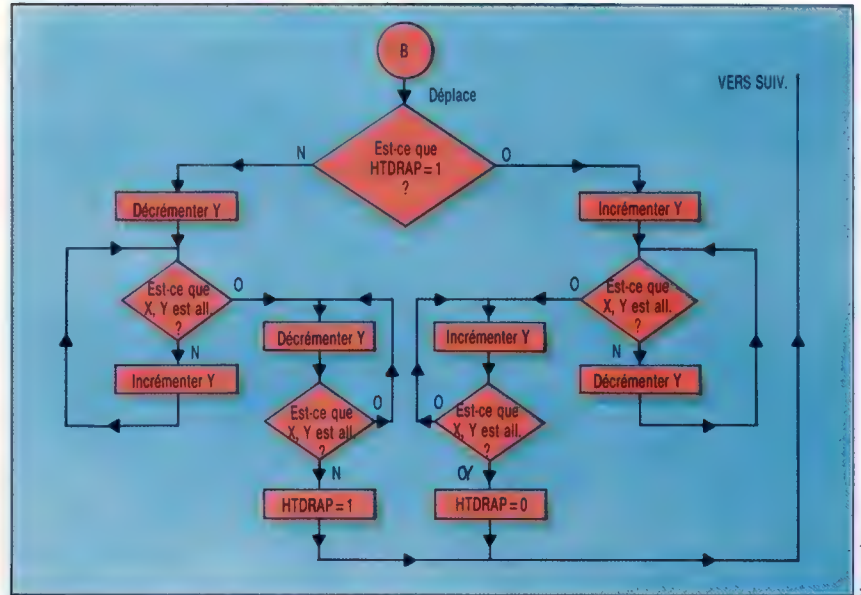 B
Déplace
VERS SUIV.
Est-ce que
HTDRAP = 1
?
N
O
Décrémenter Y
Incrémenter Y
Est-ce que
X, Y est all.
?
O
N
Incrémenter Y
Décrémenter Y
Est-ce que
X, Y est all.
?
O
N
HTDRAP = 1
Incrémenter Y
Est-ce que
X, Y est all.
?
O
HTDRAP = 0
Est-ce que
X, Y est all.
?
O
N
Décrémenter Y